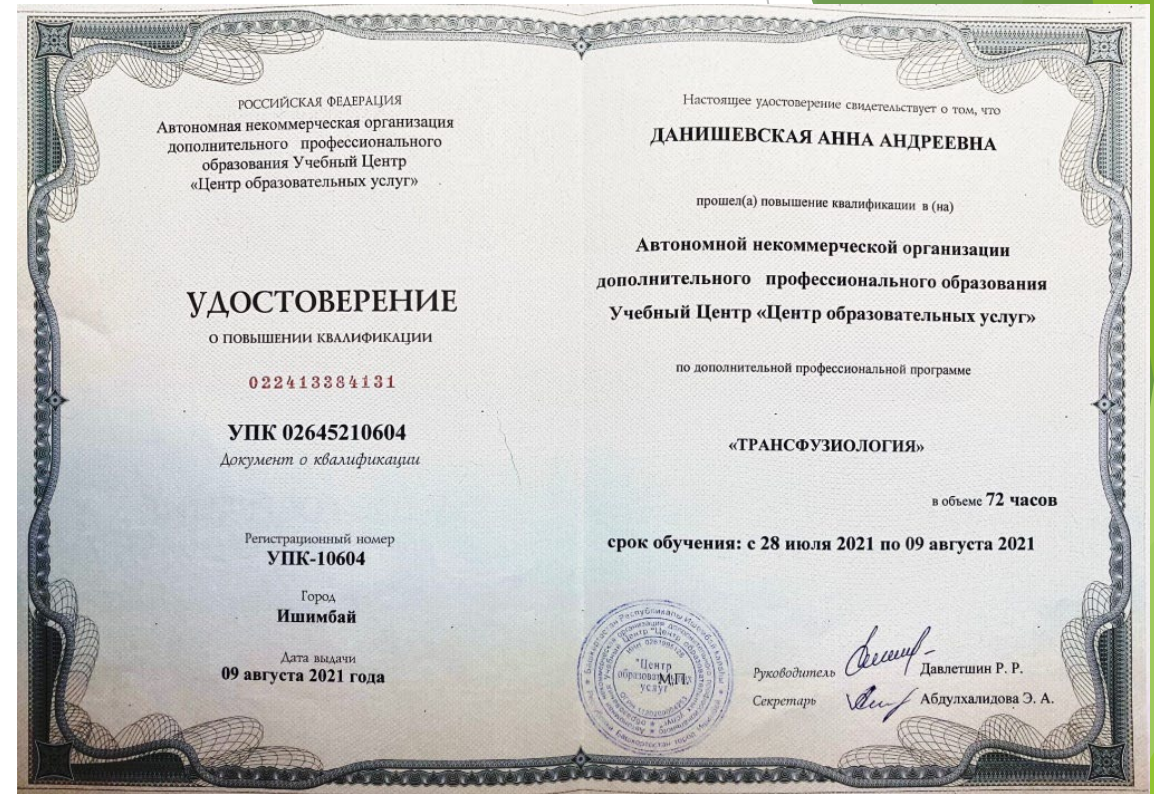 РОССИЙСКАЯ ФЕДЕРАЦИЯ
Автономная некоммерческая организация
дополнительного профессионального
образования Учебный Центр
«Центр образовательных услуг»
УДОСТОВЕРЕНИЕ
О ПОВЫШЕНИИ КВАЛИФИКАЦИИ
022413384131
УПК 02645210604
Документ о квалификации
Регистрационный номер
УПК-10604
Город
Ишимбай
Дата выдачи
09 августа 2021 года
Настоящее удостоверение свидетельствует о том, что
ДАНИШЕВСКАЯ АННА АНДРЕЕВНА
прошел(а) повышение квалификации в (на)
Автономной некоммерческой организации
дополнительного профессионального образования
Учебный Центр «Центр образовательных услуг»
по дополнительной профессиональной программе
«ТРАНСФУЗИОЛОГИЯ»
в объеме 72 часов
срок обучения: с 28 июля 2021 по 09 августа 2021
"Центр
образовательных
услуг"
М.П.
Руководитель Давлетшин Р. Р.
Секретарь Абдулхалидова Э. А.